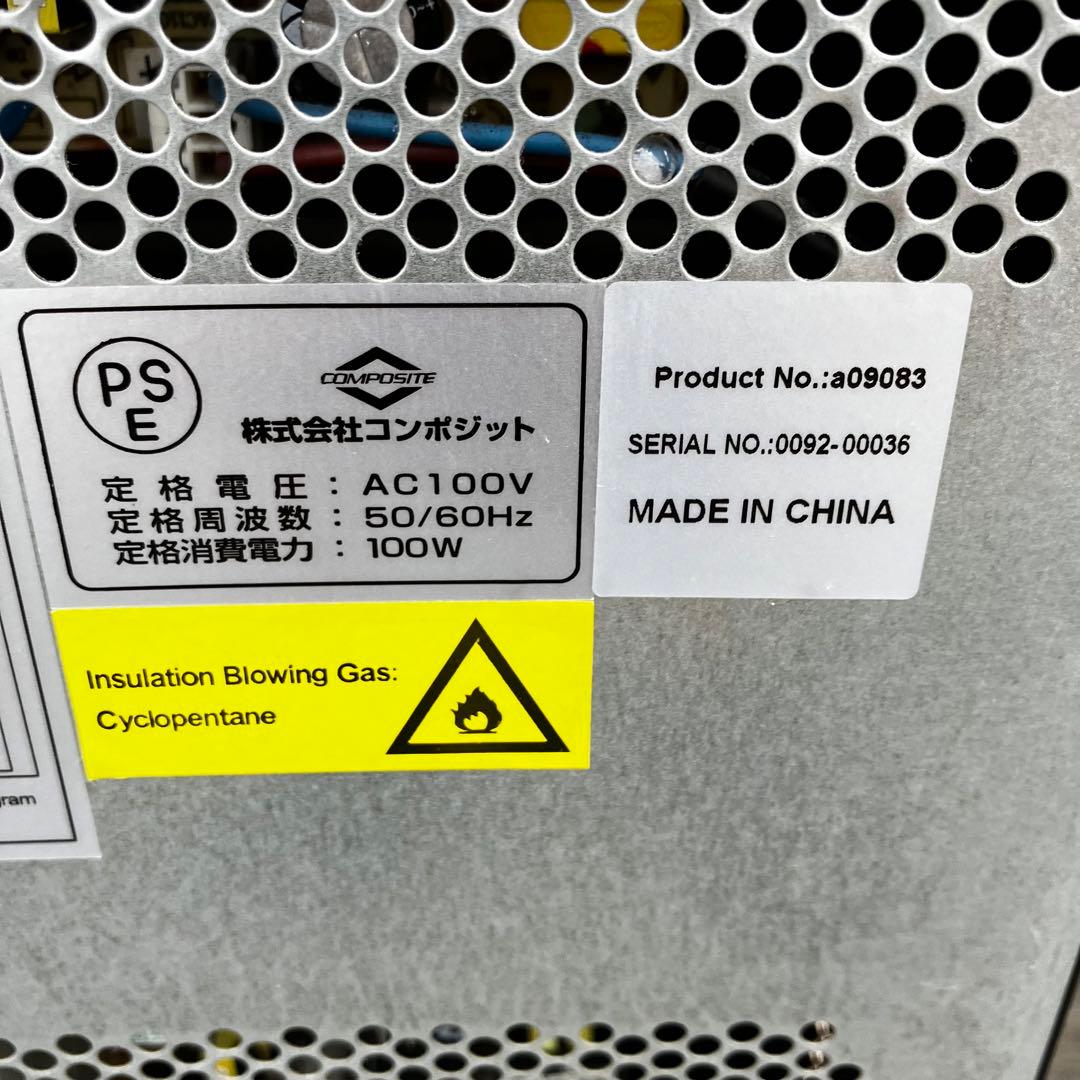 PS
E
COMPOSITE
株式会社コンポジット
定格電圧：AC100V
定格周波数：50/60Hz
定格消費電力：100W
Product No.:a09083
SERIAL NO.:0092-00036
MADE IN CHINA
Insulation Blowing Gas:
Cyclopentane
gram